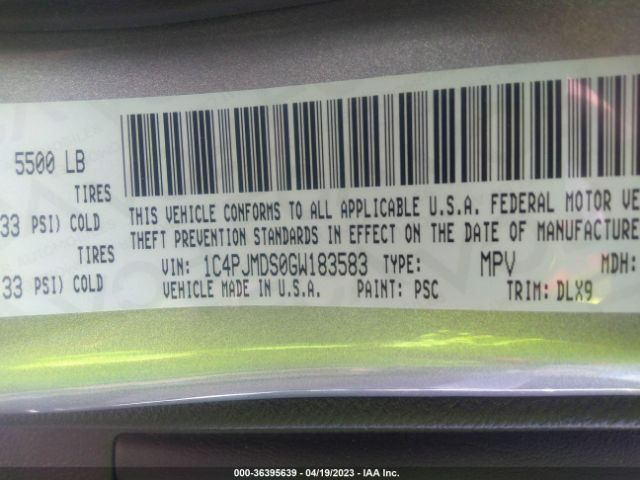 5500 LB
TIRES
33 PSI) COLD
TIRES
33 PSI) COLD
THIS VEHICLE CONFORMS TO ALL APPLICABLE U.S.A. FEDERAL MOTOR VE
THEFT PREVENTION STANDARDS IN EFFECT ON THE DATE OF MANUFACTURE
VIN: 1C4PJMDS0GW183583 TYPE: MPV MDH:
VEHICLE MADE IN U.S.A. PAINT: PSC TRIM: DLX9
000-36395639 - 04/19/2023 - IAA Inc.